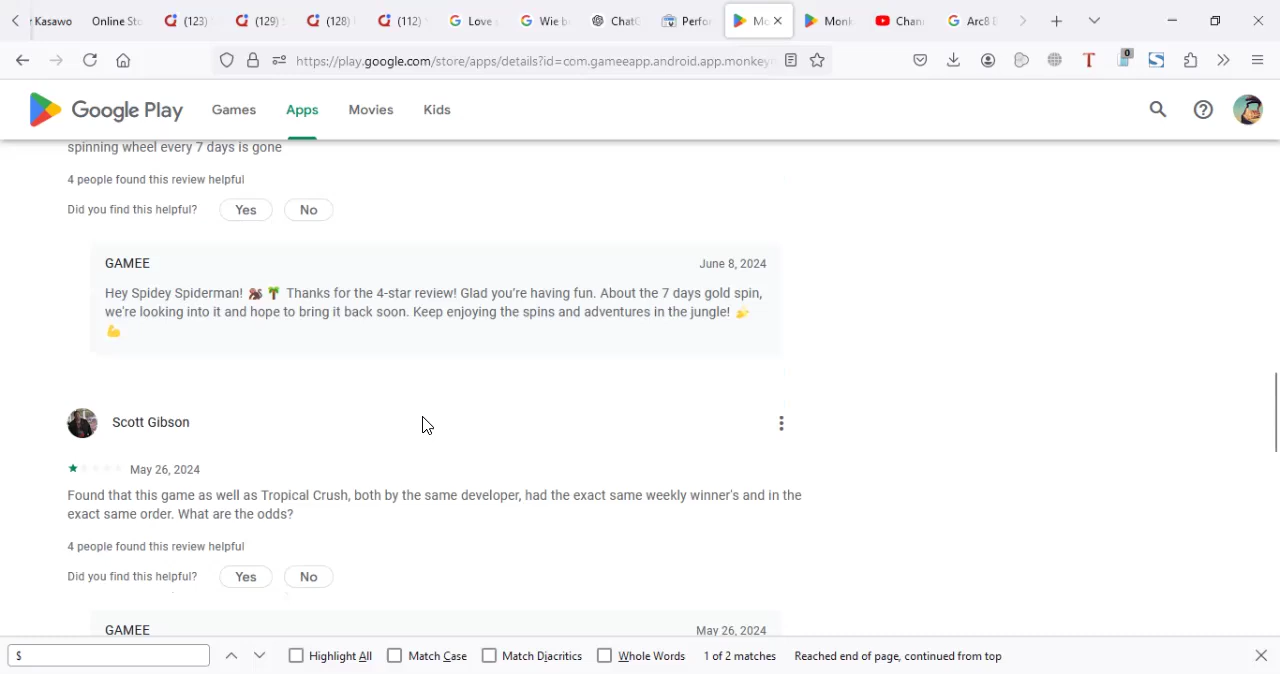 Kasawo
Online Sto
(123)
(129)
(128)
(112)
Love
Wie b
ChatG
Perfor
Mo
Monk
Chan
Arc8 E
https://play.google.com/store/apps/details?id=com.gameeapp.android.app.monkeyn
0
Google Play
Games
Apps
Movies
Kids
spinning wheel every 7 days is gone
4 people found this review helpful
Did you find this helpful? Yes No
GAMEE June 8, 2024
Hey Spidey Spiderman! 🐒 🌴 Thanks for the 4-star review! Glad you're having fun. About the 7 days gold spin,
we're looking into it and hope to bring it back soon. Keep enjoying the spins and adventures in the jungle! 🍌
💪
Scott Gibson
May 26, 2024
Found that this game as well as Tropical Crush, both by the same developer, had the exact same weekly winner's and in the
exact same order. What are the odds?
4 people found this review helpful
Did you find this helpful? Yes No
GAMEE May 26, 2024
$ Highlight All Match Case Match Diacritics Whole Words 1 of 2 matches Reached end of page, continued from top